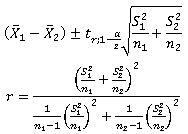 (X̄₁ − X̄₂) ± t_{r;1−α/z} √(S₁²/n₁ + S₂²/n₂)
r = (S₁²/n₁ + S₂²/n₂)² / (1/(n₁−1) (S₁²/n₁)² + 1/(n₂−1) (S₂²/n₂)²)